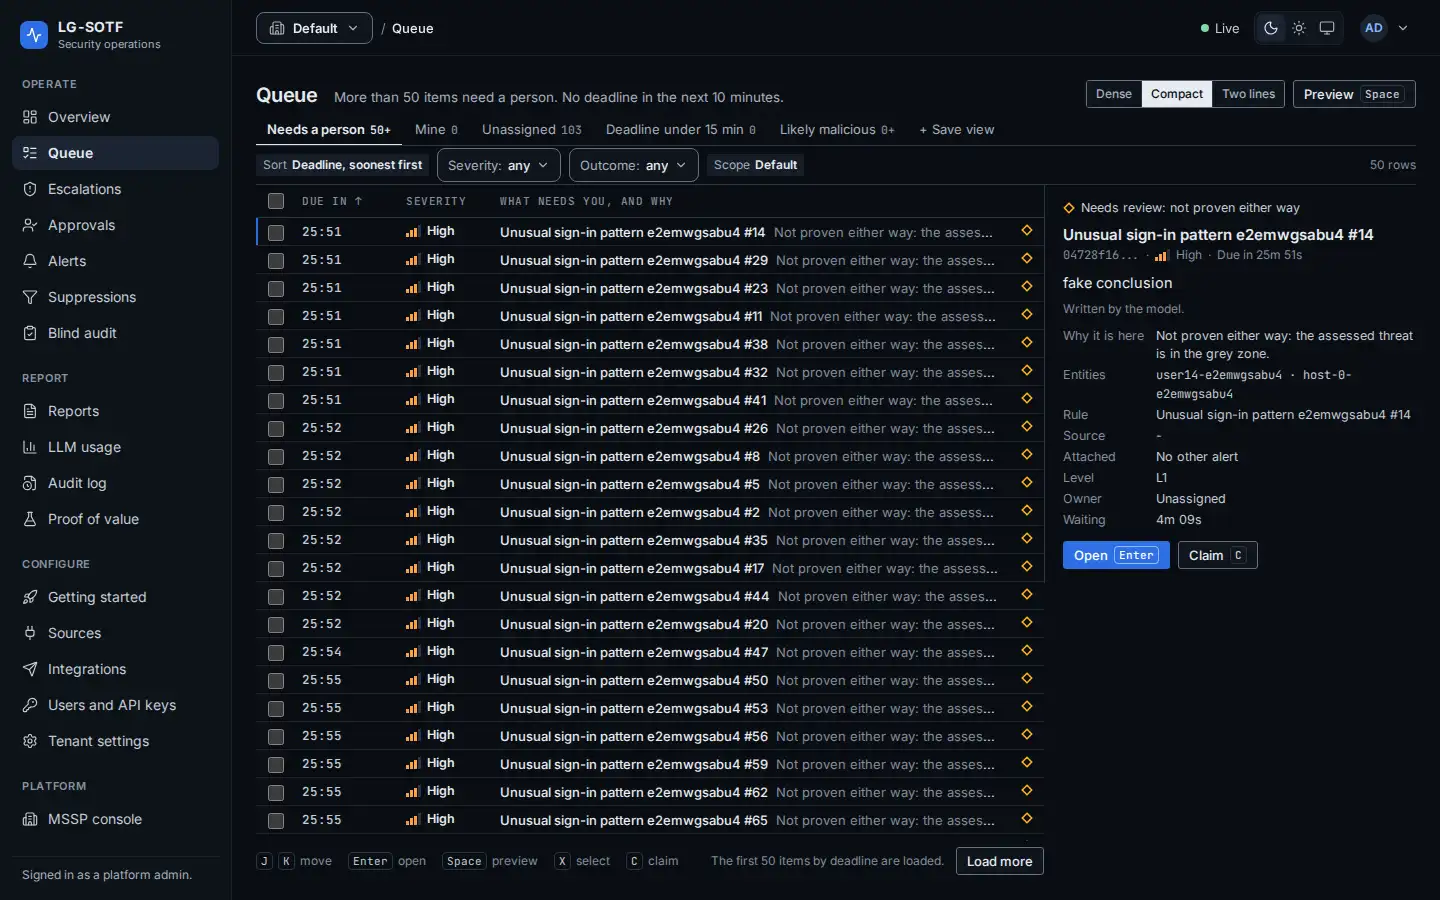 LG-SOTF
Security operations
OPERATE
Overview
Queue
Escalations
Approvals
Alerts
Suppressions
Blind audit
REPORT
Reports
LLM usage
Audit log
Proof of value
CONFIGURE
Getting started
Sources
Integrations
Users and API keys
Tenant settings
PLATFORM
MSSP console
Signed in as a platform admin.
Default / Queue
Live
AD
Queue More than 50 items need a person. No deadline in the next 10 minutes.
Dense Compact Two lines Preview Space
Needs a person 50+ Mine 0 Unassigned 103 Deadline under 15 min 0 Likely malicious 0+ + Save view
Sort Deadline, soonest first Severity: any Outcome: any Scope Default 50 rows
DUE IN ↑ SEVERITY WHAT NEEDS YOU, AND WHY
25:51 High Unusual sign-in pattern e2emwgsabu4 #14 Not proven either way: the asses...
25:51 High Unusual sign-in pattern e2emwgsabu4 #29 Not proven either way: the asses...
25:51 High Unusual sign-in pattern e2emwgsabu4 #23 Not proven either way: the asses...
25:51 High Unusual sign-in pattern e2emwgsabu4 #11 Not proven either way: the assess...
25:51 High Unusual sign-in pattern e2emwgsabu4 #38 Not proven either way: the asses...
25:51 High Unusual sign-in pattern e2emwgsabu4 #32 Not proven either way: the asses...
25:51 High Unusual sign-in pattern e2emwgsabu4 #41 Not proven either way: the asses...
25:52 High Unusual sign-in pattern e2emwgsabu4 #26 Not proven either way: the asses...
25:52 High Unusual sign-in pattern e2emwgsabu4 #8 Not proven either way: the assess...
25:52 High Unusual sign-in pattern e2emwgsabu4 #5 Not proven either way: the assess...
25:52 High Unusual sign-in pattern e2emwgsabu4 #2 Not proven either way: the assess...
25:52 High Unusual sign-in pattern e2emwgsabu4 #35 Not proven either way: the asses...
25:52 High Unusual sign-in pattern e2emwgsabu4 #17 Not proven either way: the assess...
25:52 High Unusual sign-in pattern e2emwgsabu4 #44 Not proven either way: the asses...
25:52 High Unusual sign-in pattern e2emwgsabu4 #20 Not proven either way: the asses...
25:54 High Unusual sign-in pattern e2emwgsabu4 #47 Not proven either way: the asses...
25:55 High Unusual sign-in pattern e2emwgsabu4 #50 Not proven either way: the asses...
25:55 High Unusual sign-in pattern e2emwgsabu4 #53 Not proven either way: the asses...
25:55 High Unusual sign-in pattern e2emwgsabu4 #56 Not proven either way: the asses...
25:55 High Unusual sign-in pattern e2emwgsabu4 #59 Not proven either way: the asses...
25:55 High Unusual sign-in pattern e2emwgsabu4 #62 Not proven either way: the asses...
25:55 High Unusual sign-in pattern e2emwgsabu4 #65 Not proven either way: the asses...
J K move Enter open Space preview X select C claim The first 50 items by deadline are loaded. Load more
Needs review: not proven either way
Unusual sign-in pattern e2emwgsabu4 #14
04728f16... · High · Due in 25m 51s
fake conclusion
Written by the model.
Why it is here Not proven either way: the assessed threat
is in the grey zone.
Entities user14-e2emwgsabu4 · host-0-
e2emwgsabu4
Rule Unusual sign-in pattern e2emwgsabu4 #14
Source -
Attached No other alert
Level L1
Owner Unassigned
Waiting 4m 09s
Open Enter Claim C